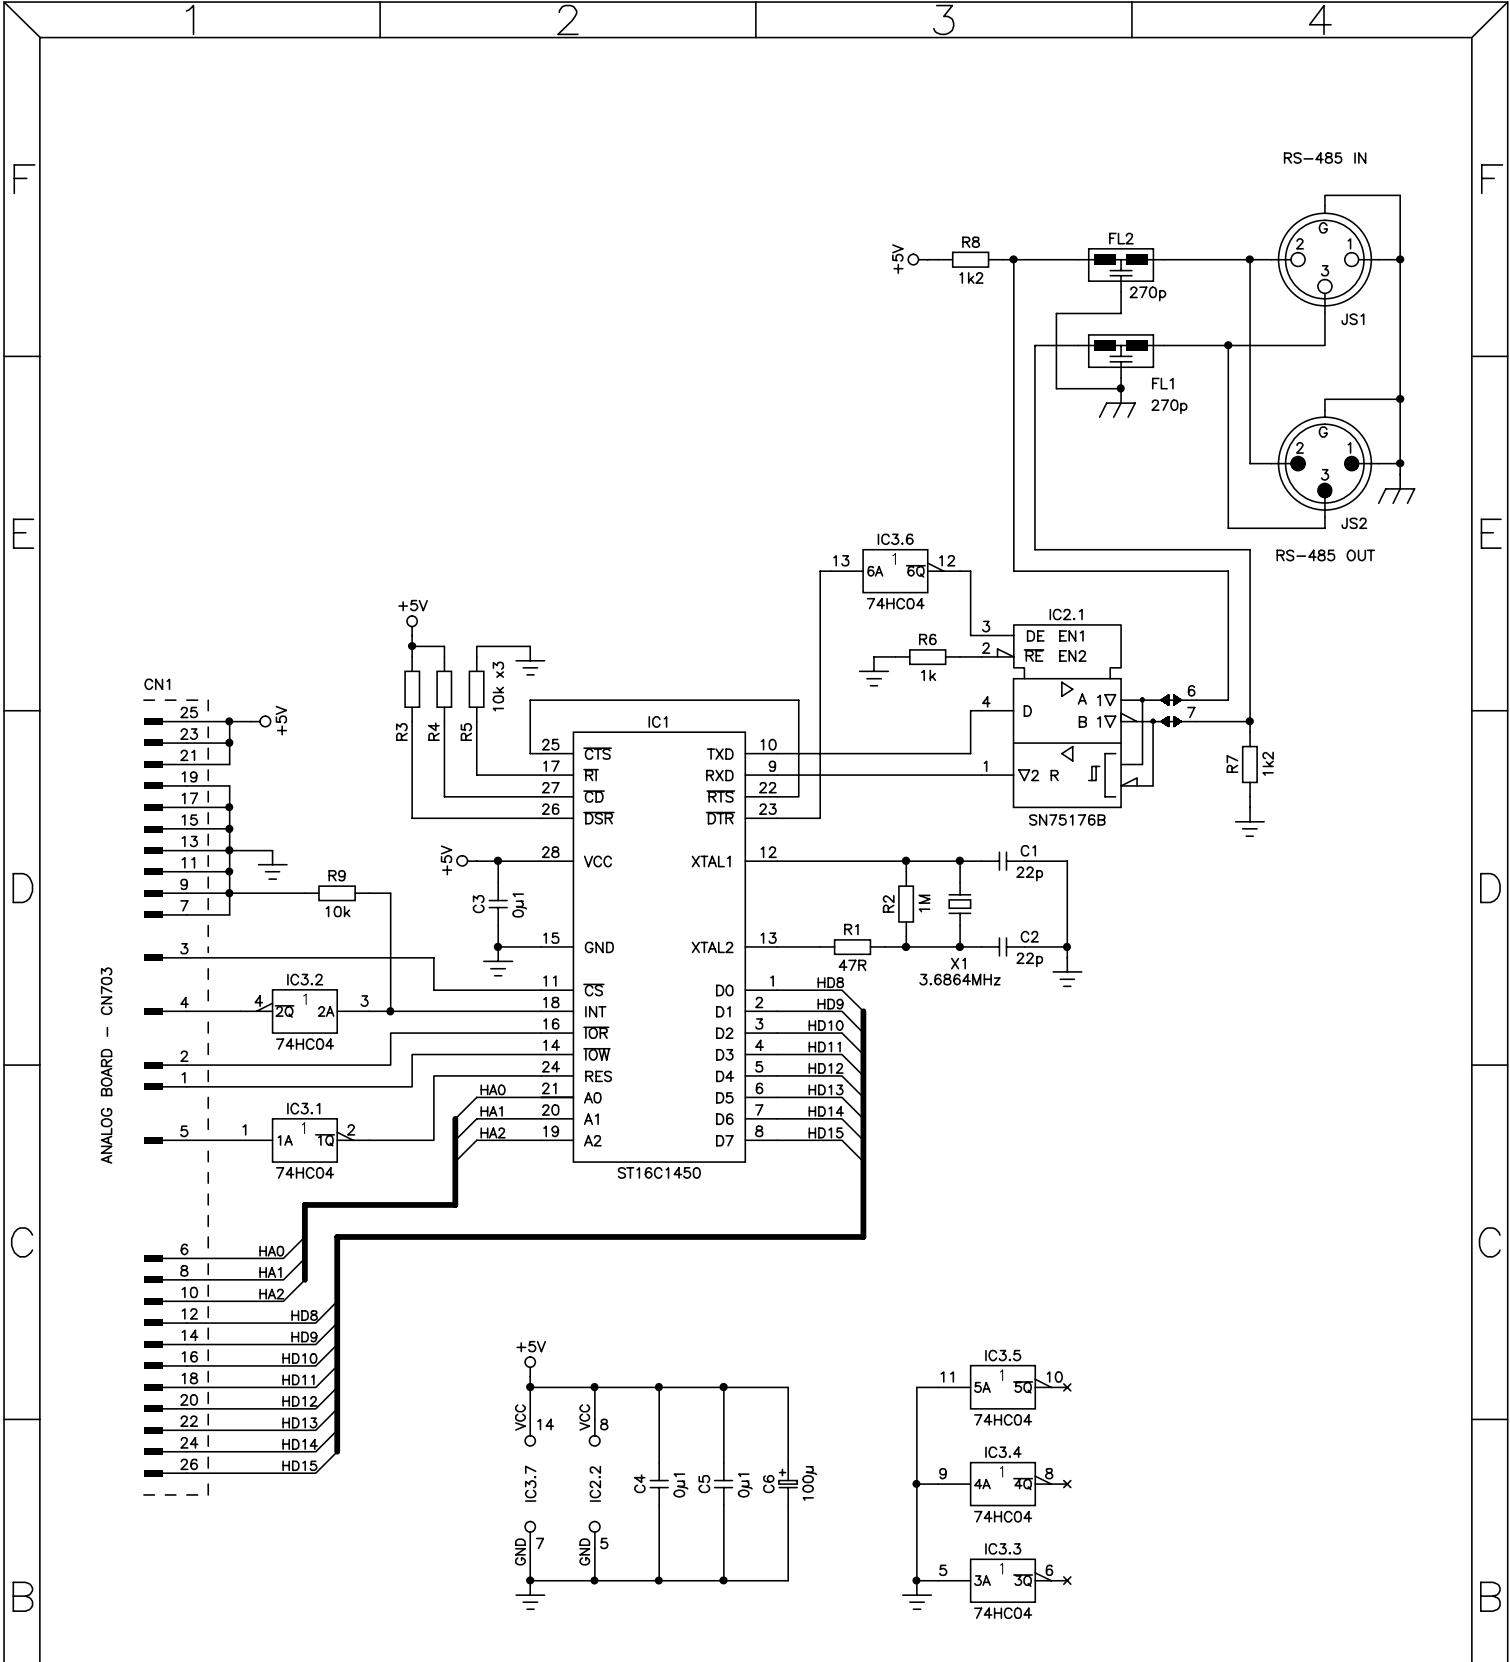 1 2 3 4
F F
RS-485 IN
+5V R8 1k2
FL2 270p
G 2 1 3
JS1
FL1
270p
G 2 1 3
JS2
RS-485 OUT
E E
IC3.6
13 6A 1 6Q 12
74HC04
IC2.1
3 DE EN1
2 RE EN2
R6
1k
4 D A 1▽ 6
B 1▽ 7
1 ▽2 R
SN75176B
R7 1k2
+5V
R3 R4 R5 10k x3
IC1
25 CTS TXD 10
17 RI RXD 9
27 CD RTS 22
26 DSR DTR 23
28 VCC XTAL1 12
15 GND XTAL2 13
11 CS D0 1 HD8
18 INT D1 2 HD9
16 IOR D2 3 HD10
14 IOW D3 4 HD11
24 RES D4 5 HD12
HA0 21 A0 D5 6 HD13
HA1 20 A1 D6 7 HD14
HA2 19 A2 D7 8 HD15
ST16C1450
+5V C3 0µ1
R2 1M
C1
22p
R1
47R
C2
22p
X1
3.6864MHz
D D
CN1
25 +5V
23
21
19
17
15
13
11
9
7
R9
10k
3
IC3.2
4 4 2Q 1 2A 3
74HC04
2
1
IC3.1
5 1 1A 1 1Q 2
74HC04
ANALOG BOARD - CN703
C C
6 HA0
8 HA1
10 HA2
12 HD8
14 HD9
16 HD10
18 HD11
20 HD12
22 HD13
24 HD14
26 HD15
+5V
VCC 14 VCC 8
IC3.7 IC2.2 C4 0µ1 C5 0µ1 C6 + 100µ
GND 7 GND 5
IC3.5
11 5A 1 5Q 10
74HC04
IC3.4
9 4A 1 4Q 8
74HC04
IC3.3
5 3A 1 3Q 6
74HC04
B B